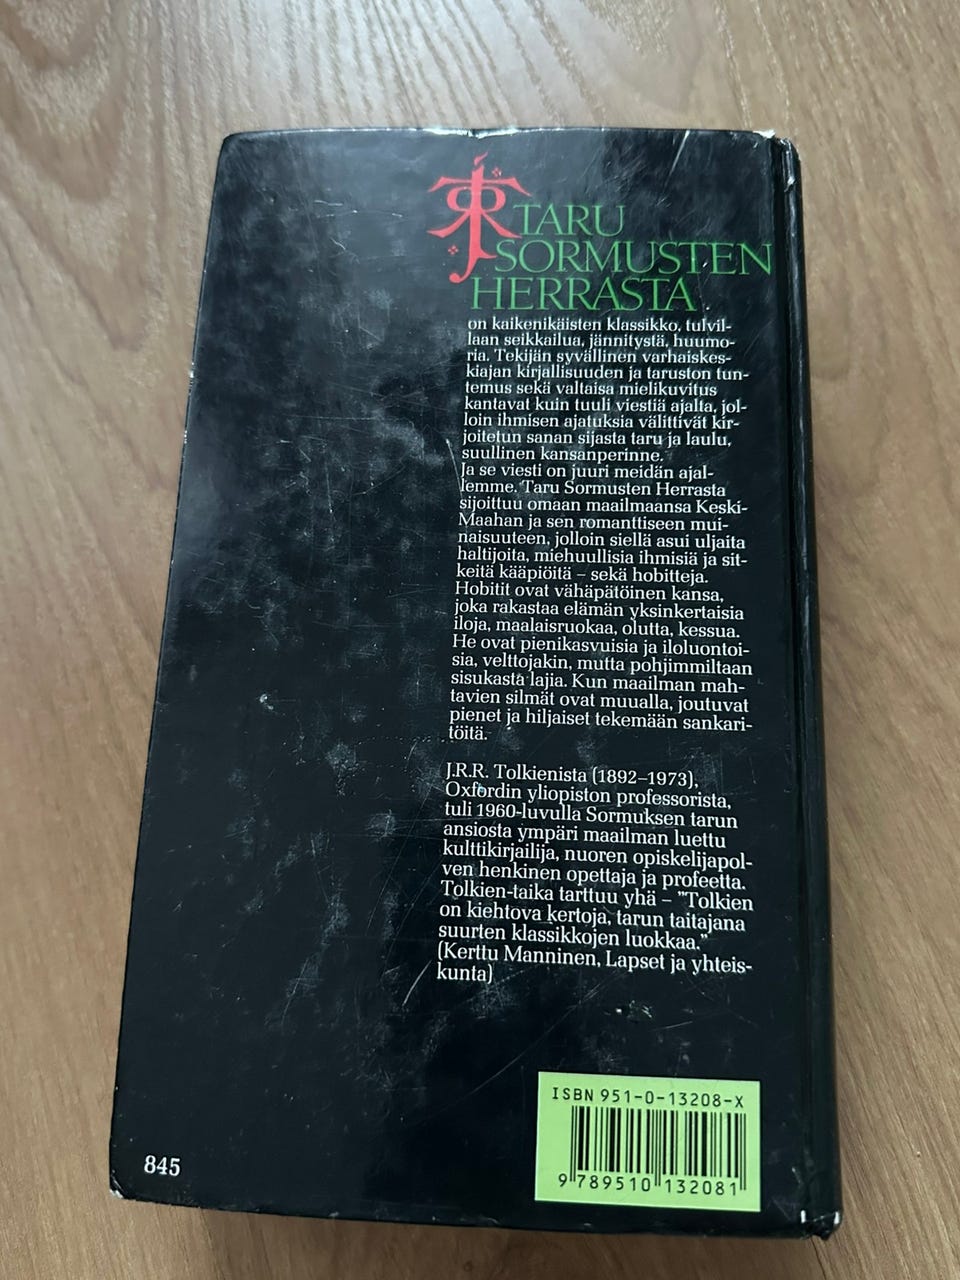 TARU
SORMUSTEN
HERRASTA
on kaikenikäisten klassikko, tulvil-
laan seikkailua, jännitystä, huumo-
ria. Tekijän syvällinen varhaiskes-
kiajan kirjallisuuden ja taruston tun-
temus sekä valtaisa mielikuvitus
kantavat kuin tuuli viestiä ajalta, jol-
loin ihmisen ajatuksia välittivät kir-
joitetun sanan sijasta taru ja laulu,
suullinen kansanperinne.
Ja se viesti on juuri meidän ajal-
lemme. Taru Sormusten Herrasta
sijoittuu omaan maailmaansa Keski-
Maahan ja sen romanttiseen mui-
naisuuteen, jolloin siellä asui uljaita
haltijoita, miehuullisia ihmisiä ja sit-
keitä kääpiöitä – sekä hobitteja.
Hobitit ovat vähäpätöinen kansa,
joka rakastaa elämän yksinkertaisia
iloja, maalaisruokaa, olutta, kessua.
He ovat pienikasvuisia ja iloluontoi-
sia, velttojakin, mutta pohjimmiltaan
sisukasta lajia. Kun maailman mah-
tavien silmät ovat muualla, joutuvat
pienet ja hiljaiset tekemään sankari-
töitä.
J.R.R. Tolkienista (1892–1973),
Oxfordin yliopiston professorista,
tuli 1960-luvulla Sormuksen tarun
ansiosta ympäri maailman luettu
kulttikirjailija, nuoren opiskelijapol-
ven henkinen opettaja ja profeetta.
Tolkien-taika tarttuu yhä – "Tolkien
on kiehtova kertoja, tarun taitajana
suurten klassikkojen luokkaa."
(Kerttu Manninen, Lapset ja yhteis-
kunta)
ISBN 951-0-13208-X
9 789510 132081
845